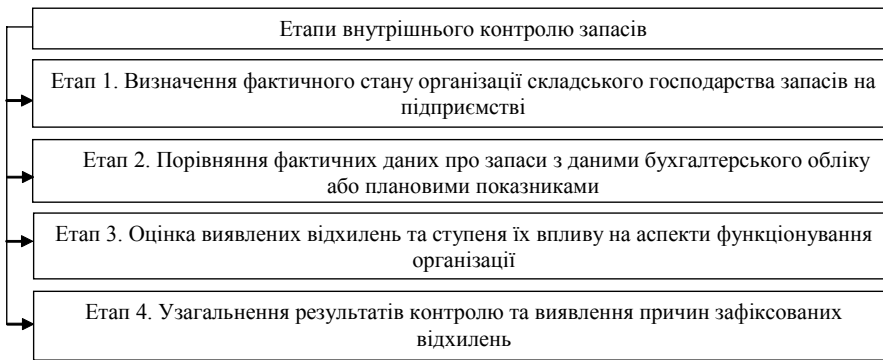 Етапи внутрішнього контролю запасів
Етап 1. Визначення фактичного стану організації складського господарства запасів на
підприємстві
Етап 2. Порівняння фактичних даних про запаси з даними бухгалтерського обліку
або плановими показниками
Етап 3. Оцінка виявлених відхилень та ступеня їх впливу на аспекти функціонування
організації
Етап 4. Узагальнення результатів контролю та виявлення причин зафіксованих
відхилень